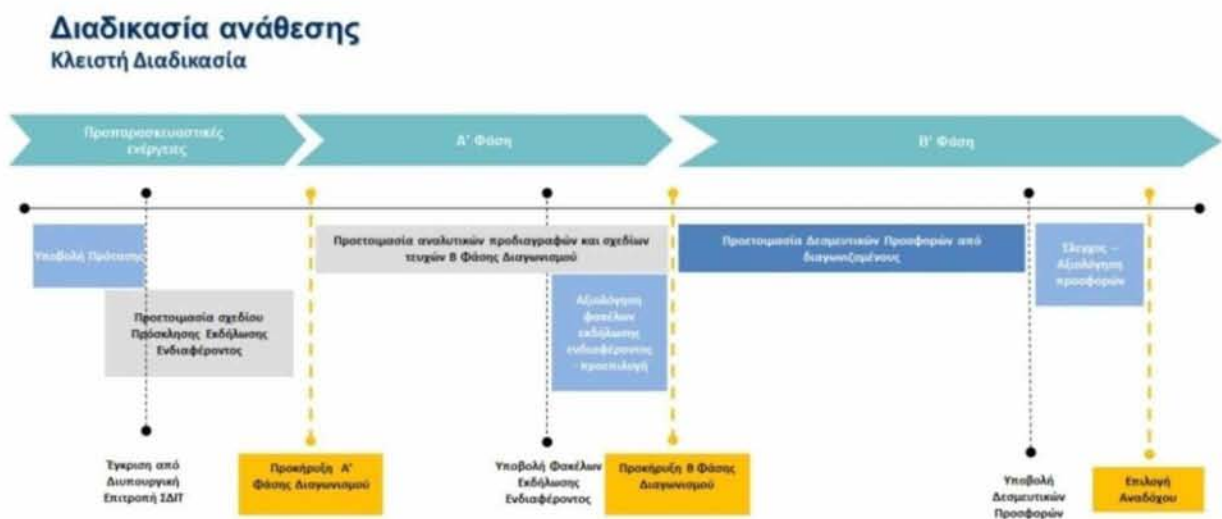 Διαδικασία ανάθεσης
Κλειστή Διαδικασία
Προπαρασκευαστικές
ενέργειες
Α' Φάση
Β' Φάση
Υποβολή Πρότασης
Προετοιμασία σχεδίου
Πρόσκλησης Εκδήλωσης
Ενδιαφέροντος
Προετοιμασία αναλυτικών προδιαγραφών και σχεδίων
τευχών Β Φάσης Διαγωνισμού
Αξιολόγηση
φακέλων
εκδήλωσης
ενδιαφέροντος
- προεπιλογή
Προετοιμασία Δεσμευτικών Προσφορών από
διαγωνιζομένους
Έλεγχος –
Αξιολόγηση
προσφορών
Έγκριση από
Διυπουργική
Επιτροπή ΣΔΙΤ
Προκήρυξη Α'
Φάσης Διαγωνισμού
Υποβολή Φακέλων
Εκδήλωσης
Ενδιαφέροντος
Προκήρυξη Β Φάσης
Διαγωνισμού
Υποβολή
Δεσμευτικών
Προσφορών
Επιλογή
Αναδόχου